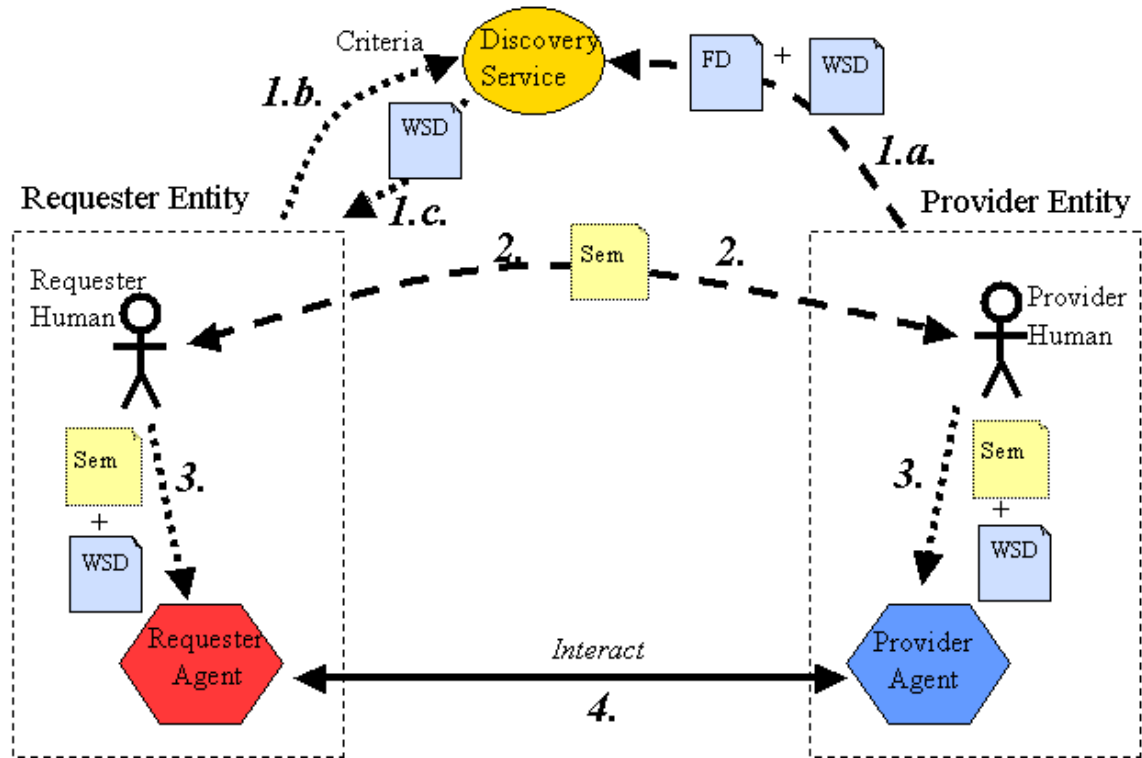 Criteria
Discovery
Service
FD
+
WSD
1.b.
WSD
1.a.
1.c.
Requester Entity
Provider Entity
2.
Sem
2.
Requester
Human
Provider
Human
Sem
+
WSD
3.
3.
Sem
+
WSD
Requester
Agent
Interact
4.
Provider
Agent